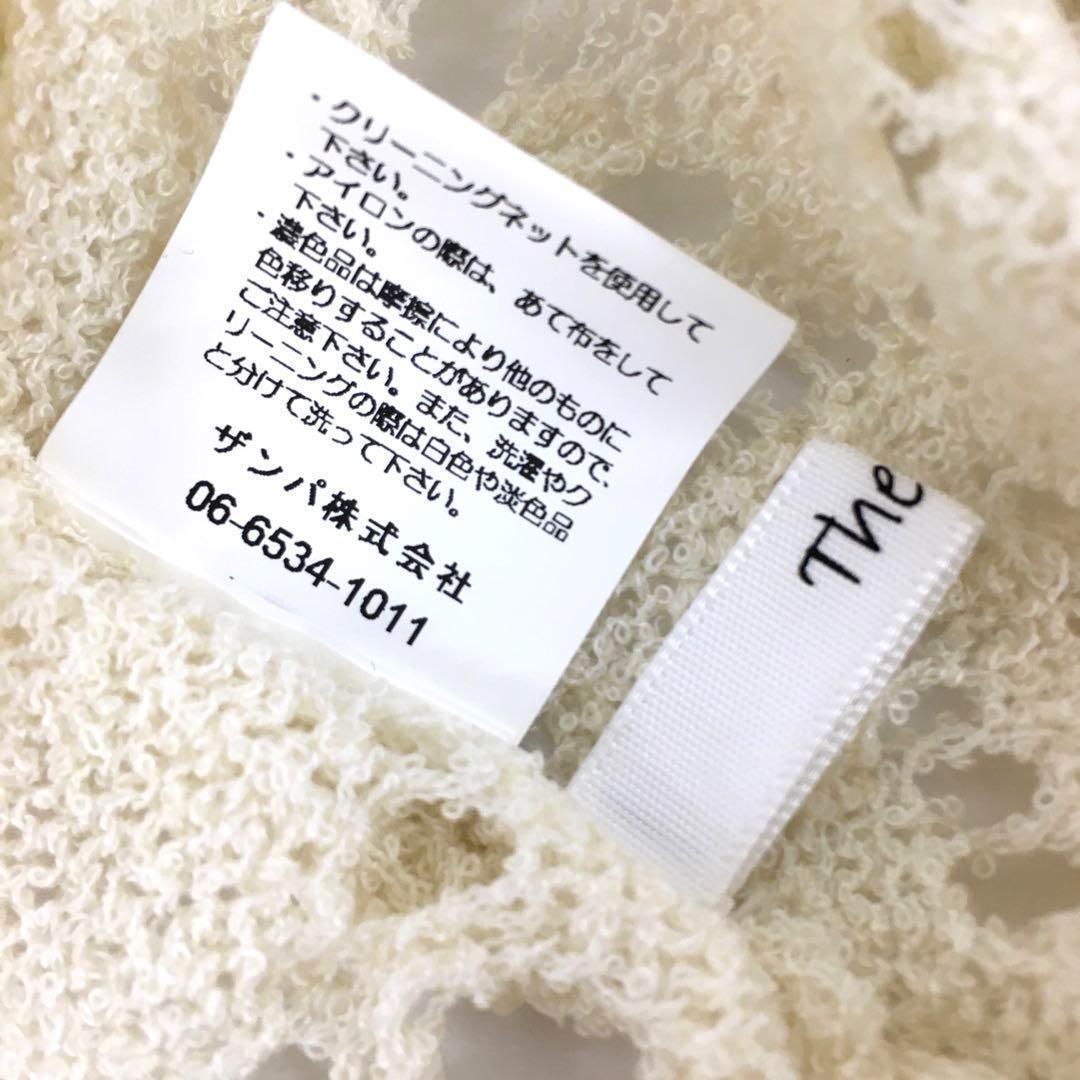 ・クリーニングネットを使用して
下さい。
・アイロンの際は、あて布をして
下さい。
・濃色品は摩擦により他のものに
色移りすることがありますので、
ご注意下さい。また、洗濯やク
リーニングの際は白色や淡色品
と分けて洗って下さい。
ザンパ株式会社
06-6534-1011
The